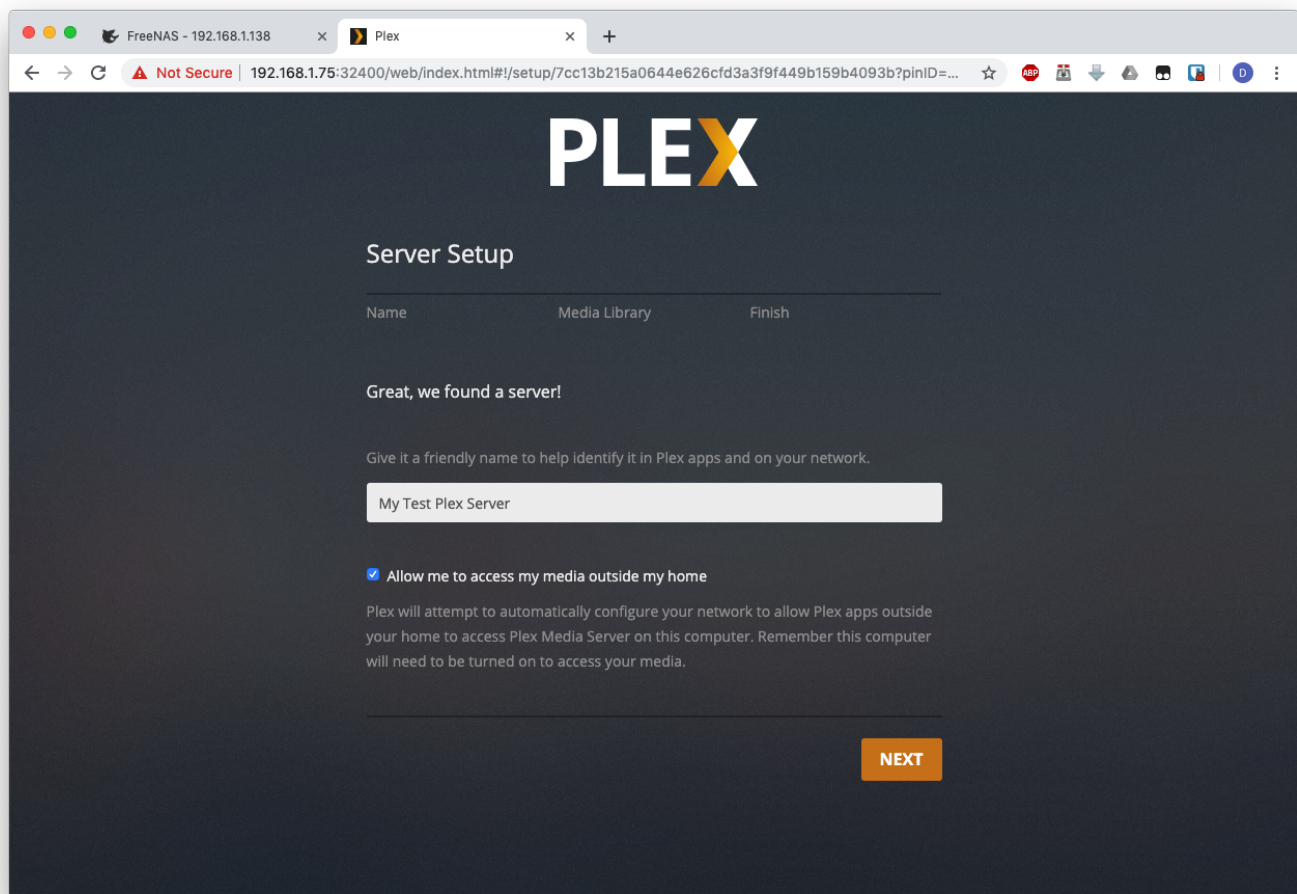 FreeNAS - 192.168.1.138
Plex
Not Secure
192.168.1.75:32400/web/index.html#!/setup/7cc13b215a0644e626cfd3a3f9f449b159b4093b?pinID=...
ABP
D
PLEX
Server Setup
Name Media Library Finish
Great, we found a server!
Give it a friendly name to help identify it in Plex apps and on your network.
My Test Plex Server
Allow me to access my media outside my home
Plex will attempt to automatically configure your network to allow Plex apps outside
your home to access Plex Media Server on this computer. Remember this computer
will need to be turned on to access your media.
NEXT